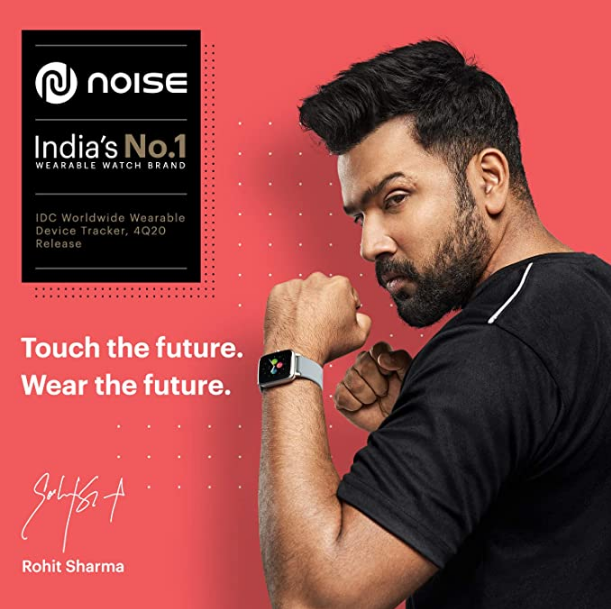 noise
India's No.1
WEARABLE WATCH BRAND
IDC Worldwide Wearable
Device Tracker, 4Q20
Release
Touch the future.
Wear the future.
Rohit Sharma